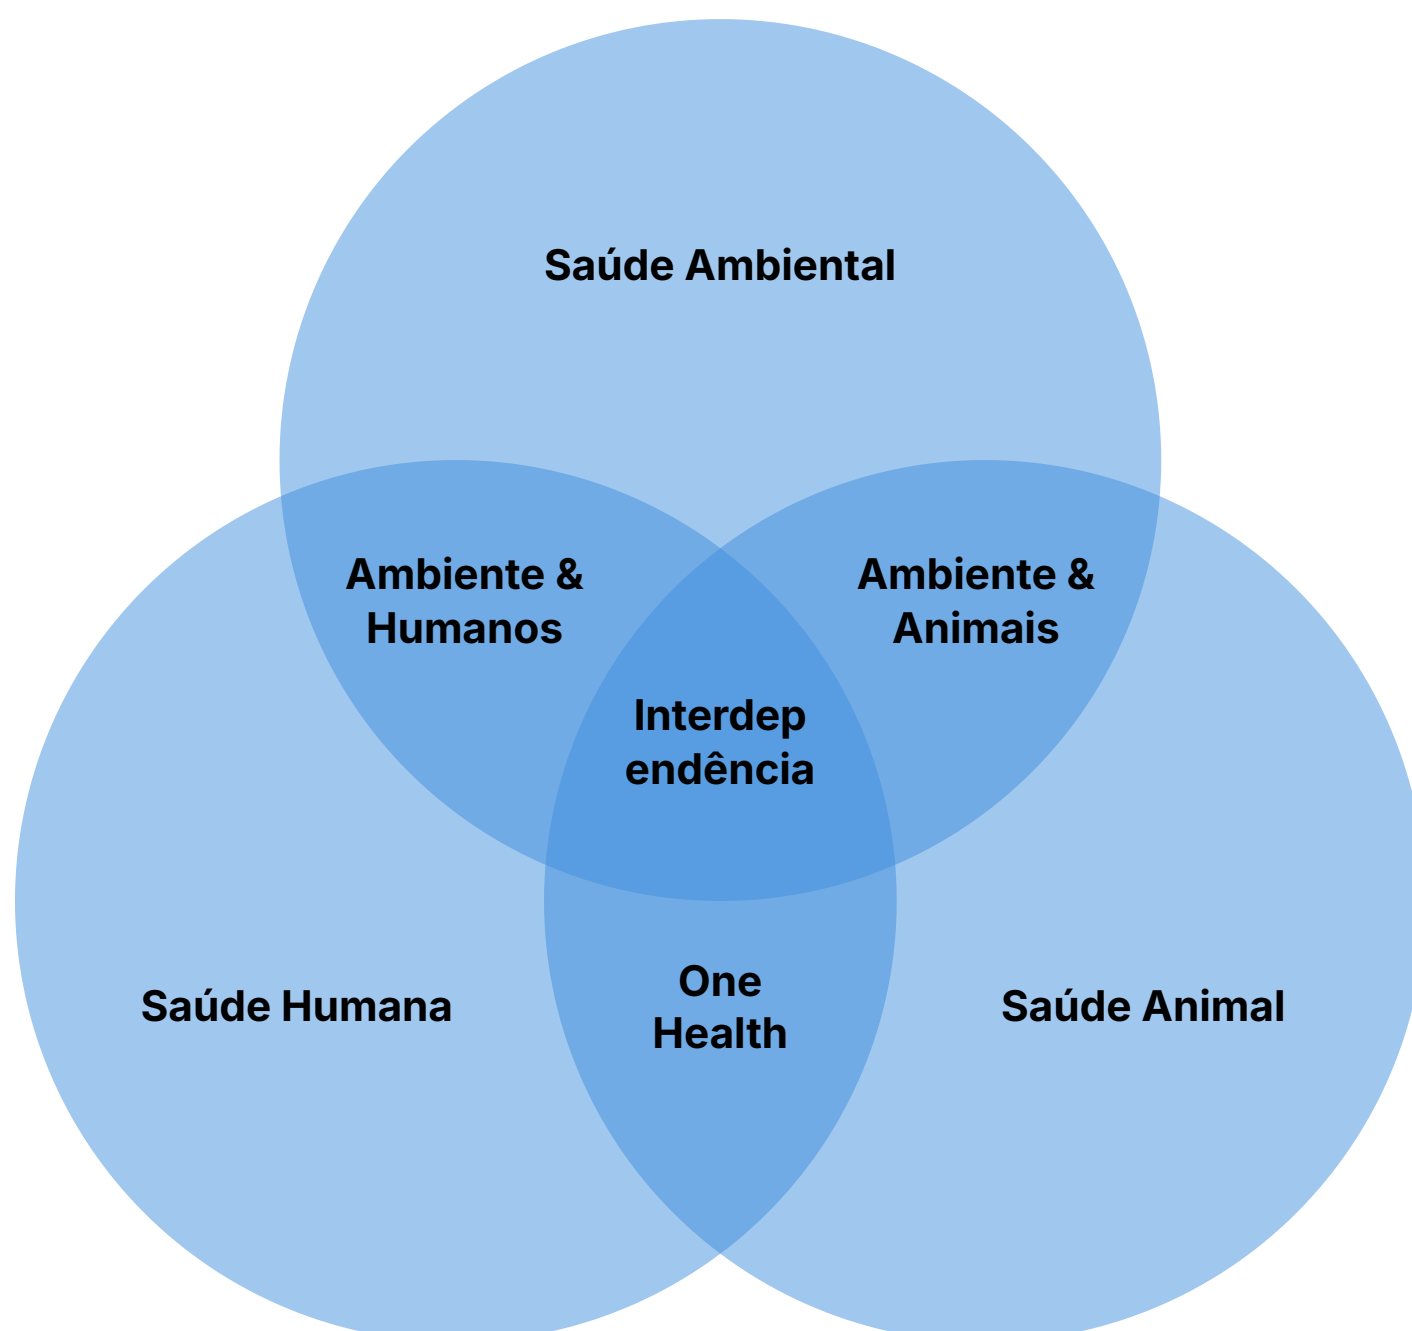 Saúde Ambiental
Ambiente &
Humanos
Ambiente &
Animais
Interdep
endência
Saúde Humana
One
Health
Saúde Animal